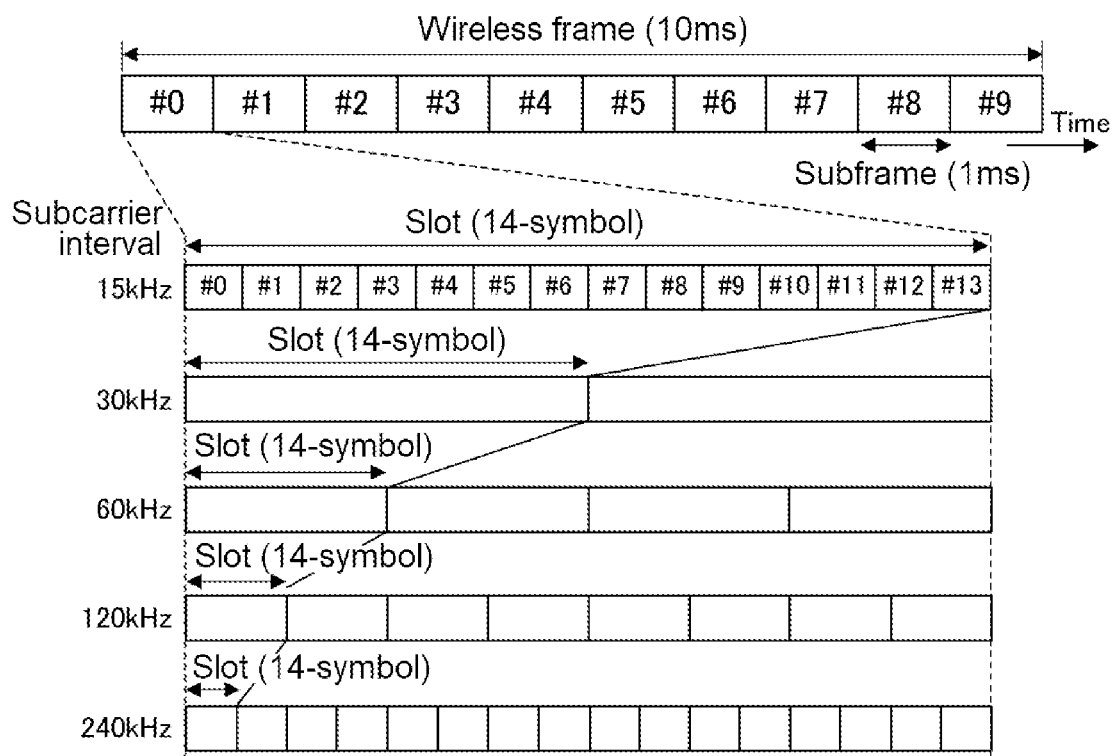 Wireless frame (10ms)
#0 #1 #2 #3 #4 #5 #6 #7 #8 #9
Time
Subframe (1ms)
Subcarrier
interval
Slot (14-symbol)
15kHz #0 #1 #2 #3 #4 #5 #6 #7 #8 #9 #10 #11 #12 #13
Slot (14-symbol)
30kHz
Slot (14-symbol)
60kHz
Slot (14-symbol)
120kHz
Slot (14-symbol)
240kHz